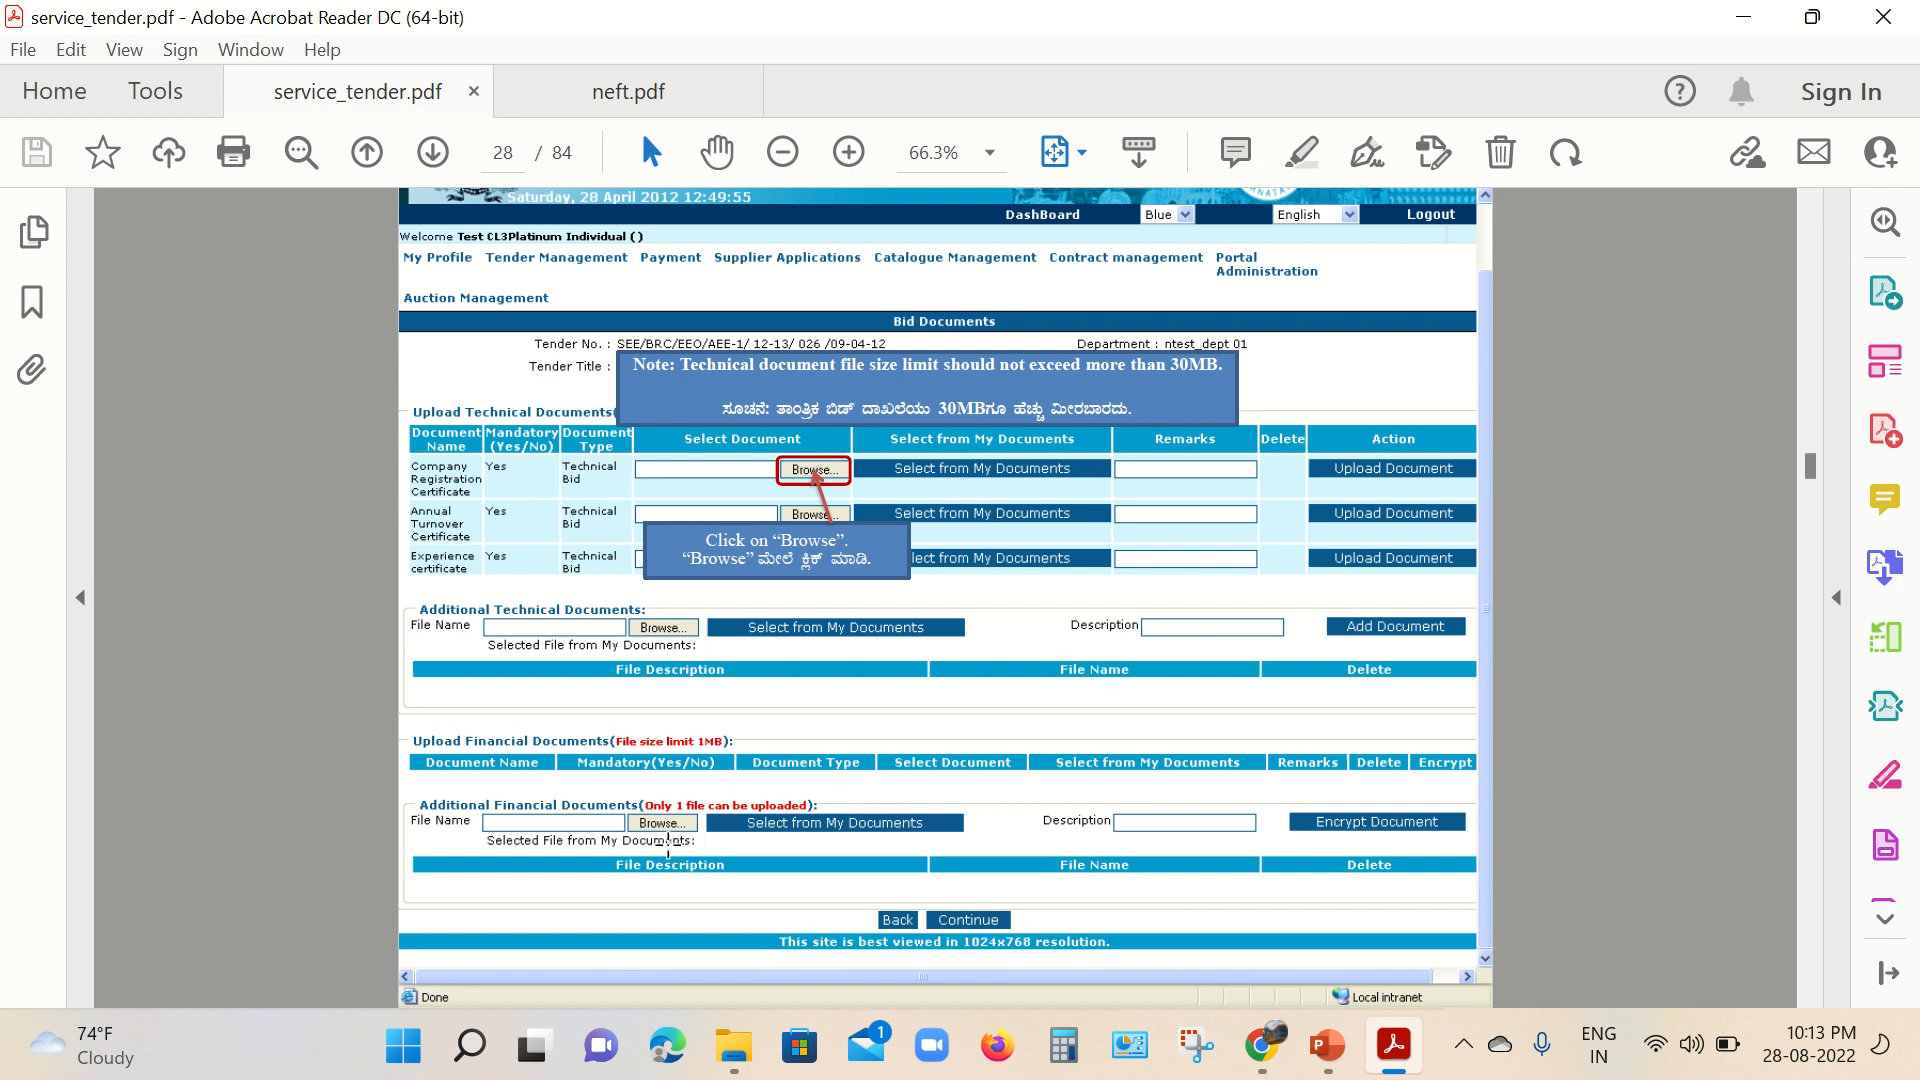 service_tender.pdf - Adobe Acrobat Reader DC (64-bit)
File Edit View Sign Window Help
Home Tools service_tender.pdf neft.pdf Sign In
28 / 84 66.3%
Saturday, 28 April 2012 12:49:55
DashBoard Blue English Logout
Welcome Test CL3Platinum Individual ()
My Profile Tender Management Payment Supplier Applications Catalogue Management Contract management Portal Administration
Auction Management
Bid Documents
Tender No. : SEE/BRC/EEO/AEE-1/ 12-13/ 026 /09-04-12 Department : ntest_dept 01
Tender Title :
Note: Technical document file size limit should not exceed more than 30MB.
ಸೂಚನೆ: ತಾಂತ್ರಿಕ ಬಿಡ್ ದಾಖಲೆಯು 30MBಗೂ ಹೆಚ್ಚು ಮೀರಬಾರದು.
Upload Technical Documents(
Document Name Mandatory (Yes/No) Document Type Select Document Select from My Documents Remarks Delete Action
Company Registration Certificate Yes Technical Bid Browse... Select from My Documents Upload Document
Annual Turnover Certificate Yes Technical Bid Browse... Select from My Documents Upload Document
Experience certificate Yes Technical Bid lect from My Documents Upload Document
Click on “Browse”.
“Browse” ಮೇಲೆ ಕ್ಲಿಕ್ ಮಾಡಿ.
Additional Technical Documents:
File Name Browse... Select from My Documents Description Add Document
Selected File from My Documents:
File Description File Name Delete
Upload Financial Documents(File size limit 1MB):
Document Name Mandatory(Yes/No) Document Type Select Document Select from My Documents Remarks Delete Encrypt
Additional Financial Documents(Only 1 file can be uploaded):
File Name Browse... Select from My Documents Description Encrypt Document
Selected File from My Documents:
File Description File Name Delete
Back Continue
This site is best viewed in 1024x768 resolution.
Done Local intranet
74°F
Cloudy
1
ENG
IN
10:13 PM
28-08-2022